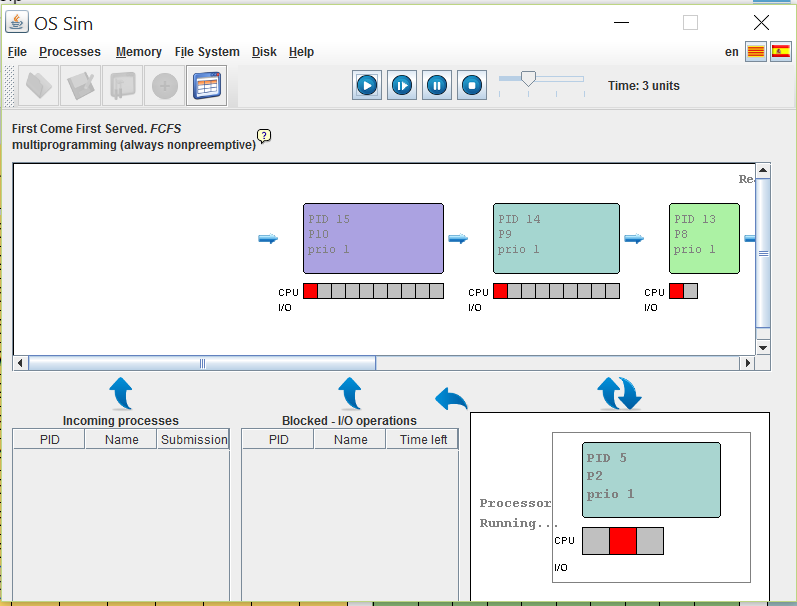 OS Sim
File Processes Memory File System Disk Help
en
Time: 3 units
First Come First Served. FCFS
multiprogramming (always nonpreemptive)
?
PID 15
P10
prio 1
CPU
I/O
PID 14
P9
prio 1
CPU
I/O
PID 13
P8
prio 1
CPU
I/O
Incoming processes
PID Name Submission
Blocked - I/O operations
PID Name Time left
Processor
Running...
PID 5
P2
prio 1
CPU
I/O